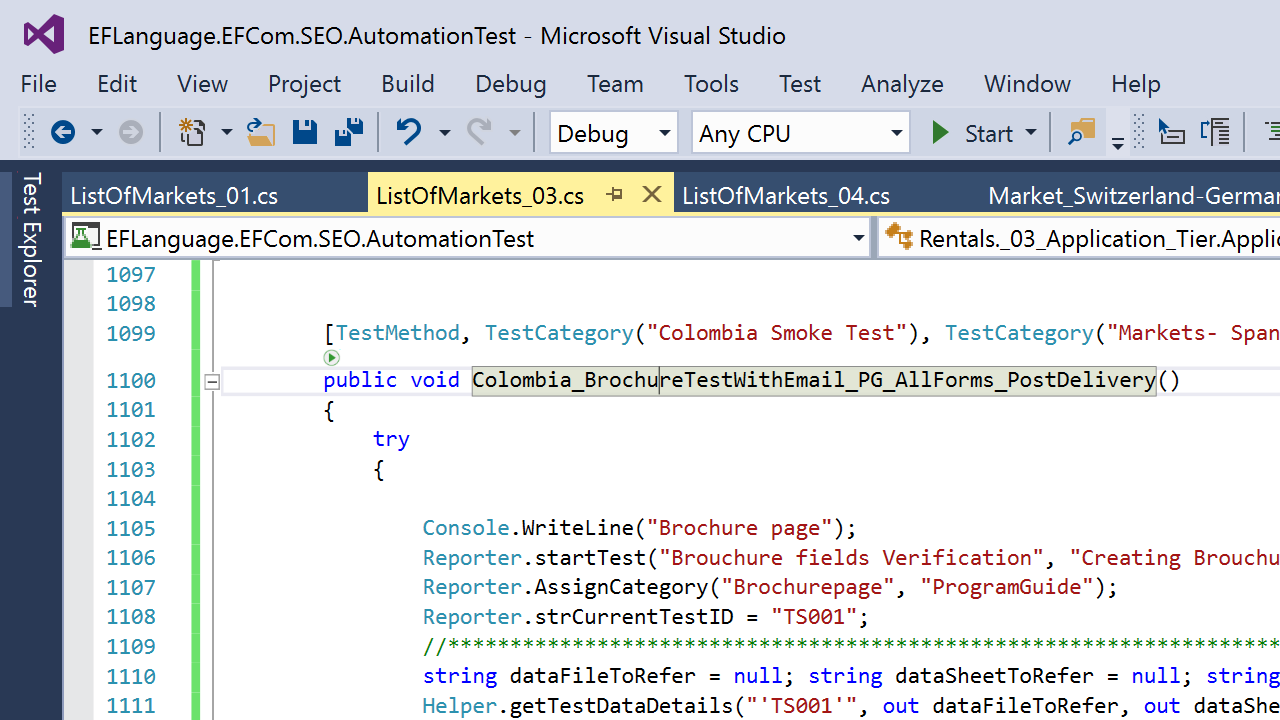 EFLanguage.EFCom.SEO.AutomationTest - Microsoft Visual Studio
File Edit View Project Build Debug Team Tools Test Analyze Window Help
Debug Any CPU Start
Test Explorer
ListOfMarkets_01.cs ListOfMarkets_03.cs ListOfMarkets_04.cs Market_Switzerland-German
EFLanguage.EFCom.SEO.AutomationTest Rentals._03_Application_Tier.Applic
1097
1098
1099 [TestMethod, TestCategory("Colombia Smoke Test"), TestCategory("Markets- Span
1100 public void Colombia_BrochureTestWithEmail_PG_AllForms_PostDelivery()
1101 {
1102 try
1103 {
1104
1105 Console.WriteLine("Brochure page");
1106 Reporter.startTest("Brouchure fields Verification", "Creating Brouchu
1107 Reporter.AssignCategory("Brochurepage", "ProgramGuide");
1108 Reporter.strCurrentTestID = "TS001";
1109 //*******************************************************************
1110 string dataFileToRefer = null; string dataSheetToRefer = null; string
1111 Helper.getTestDataDetails("'TS001'", out dataFileToRefer, out dataShe